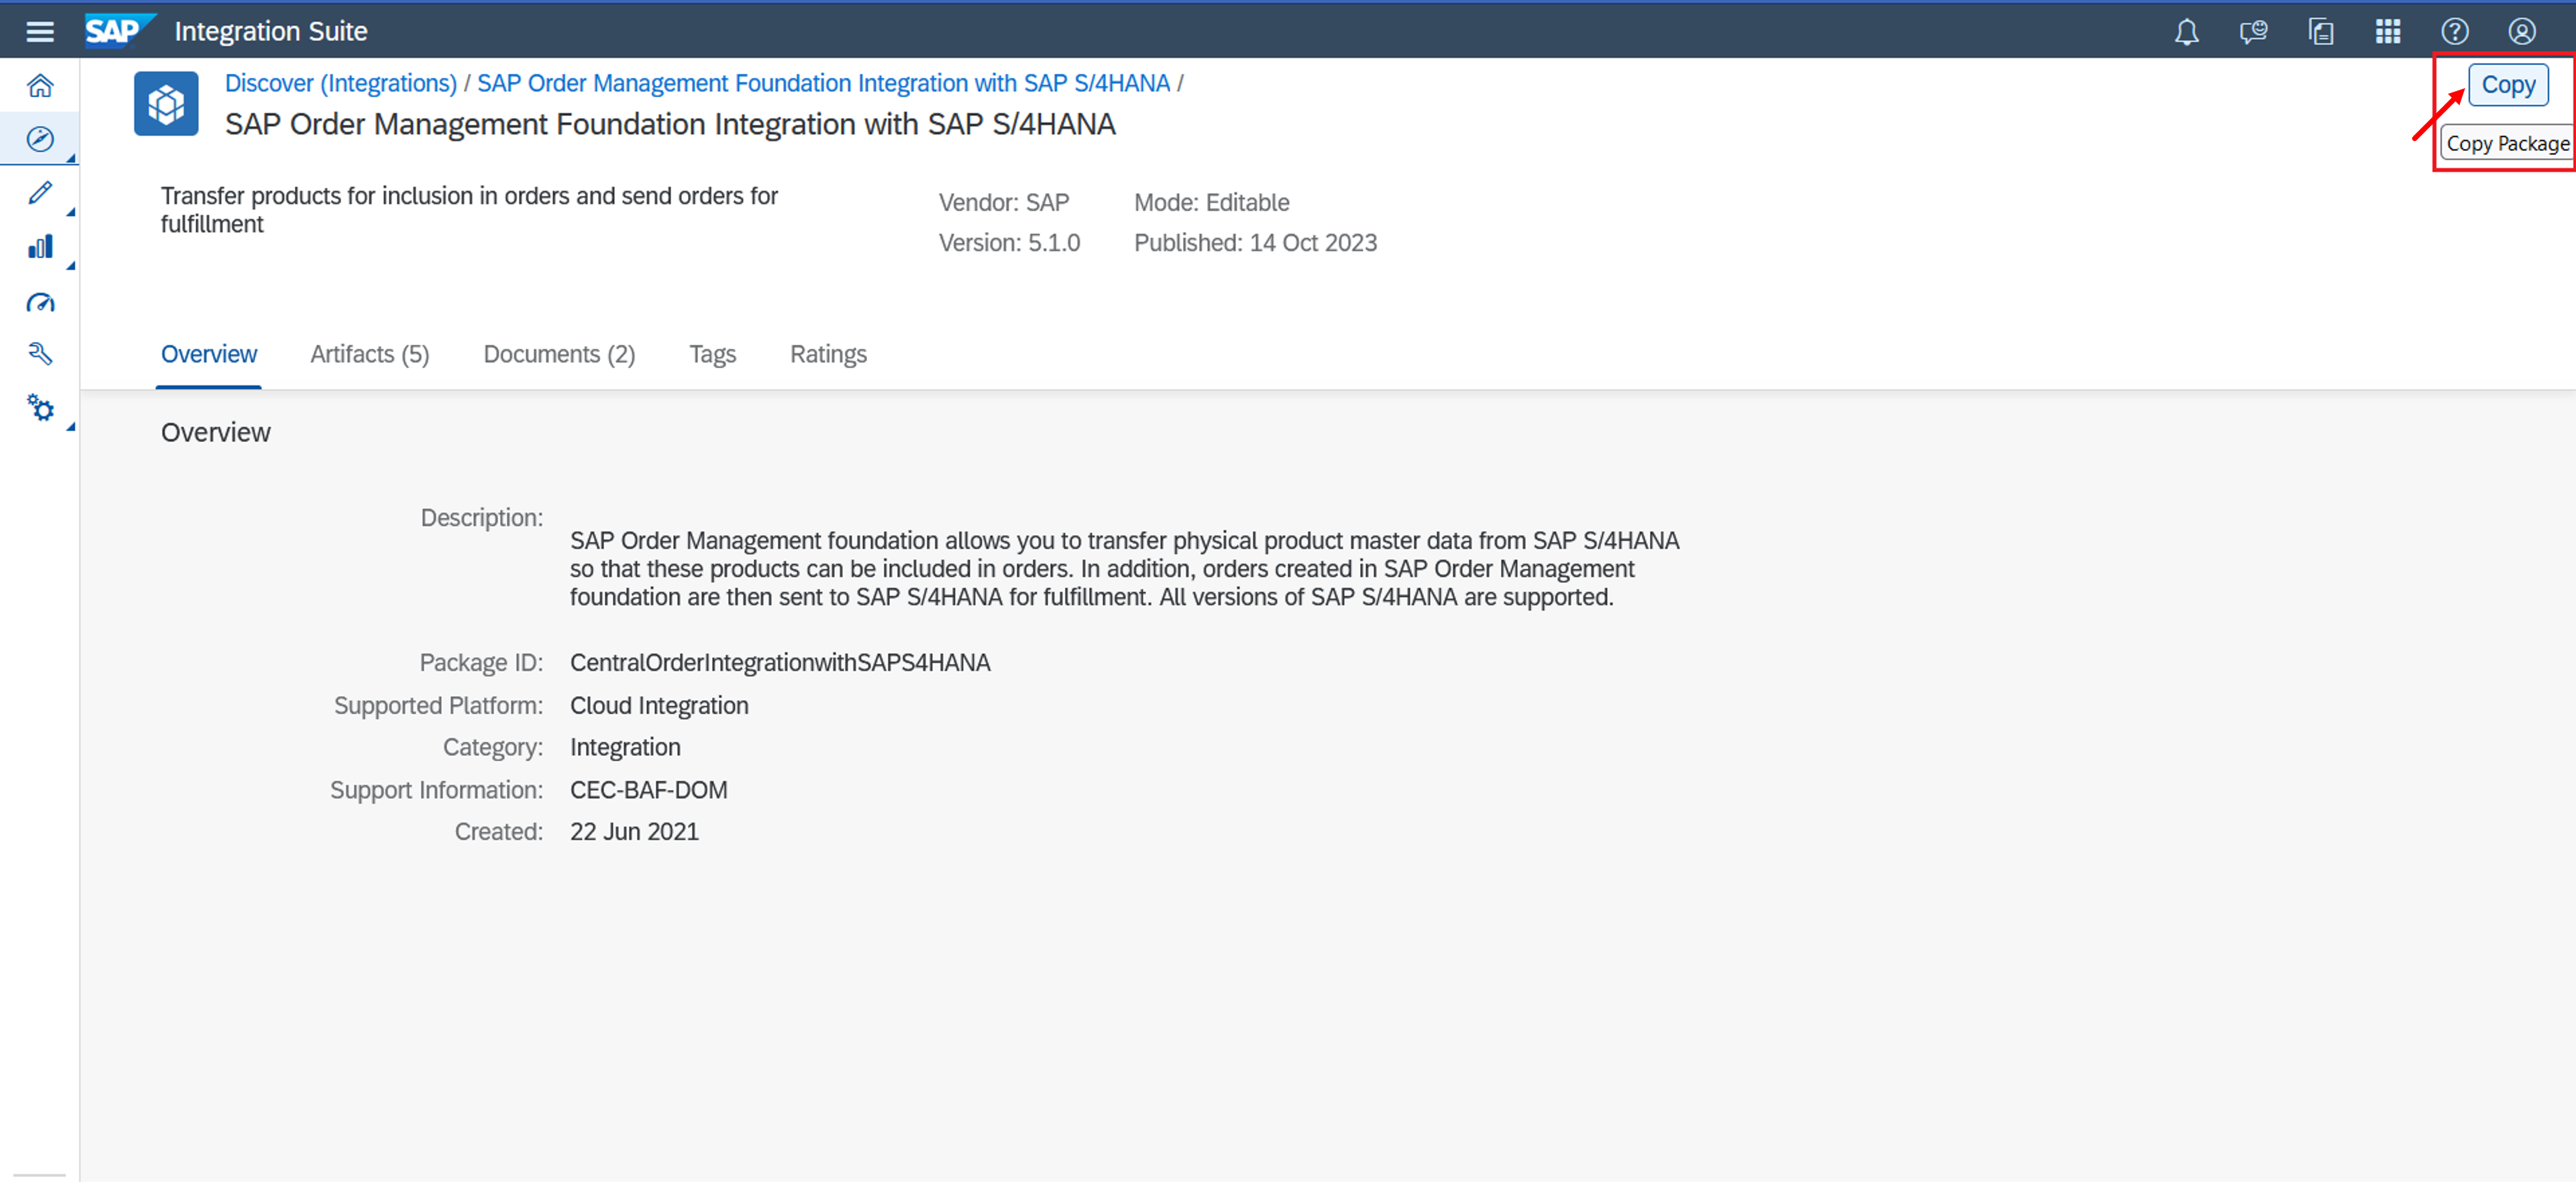 SAP Integration Suite
Discover (Integrations) / SAP Order Management Foundation Integration with SAP S/4HANA /
Copy
SAP Order Management Foundation Integration with SAP S/4HANA
Copy Package
Transfer products for inclusion in orders and send orders for
fulfillment
Vendor: SAP Mode: Editable
Version: 5.1.0 Published: 14 Oct 2023
Overview Artifacts (5) Documents (2) Tags Ratings
Overview
Description:
SAP Order Management foundation allows you to transfer physical product master data from SAP S/4HANA
so that these products can be included in orders. In addition, orders created in SAP Order Management
foundation are then sent to SAP S/4HANA for fulfillment. All versions of SAP S/4HANA are supported.
Package ID: CentralOrderIntegrationwithSAPS4HANA
Supported Platform: Cloud Integration
Category: Integration
Support Information: CEC-BAF-DOM
Created: 22 Jun 2021